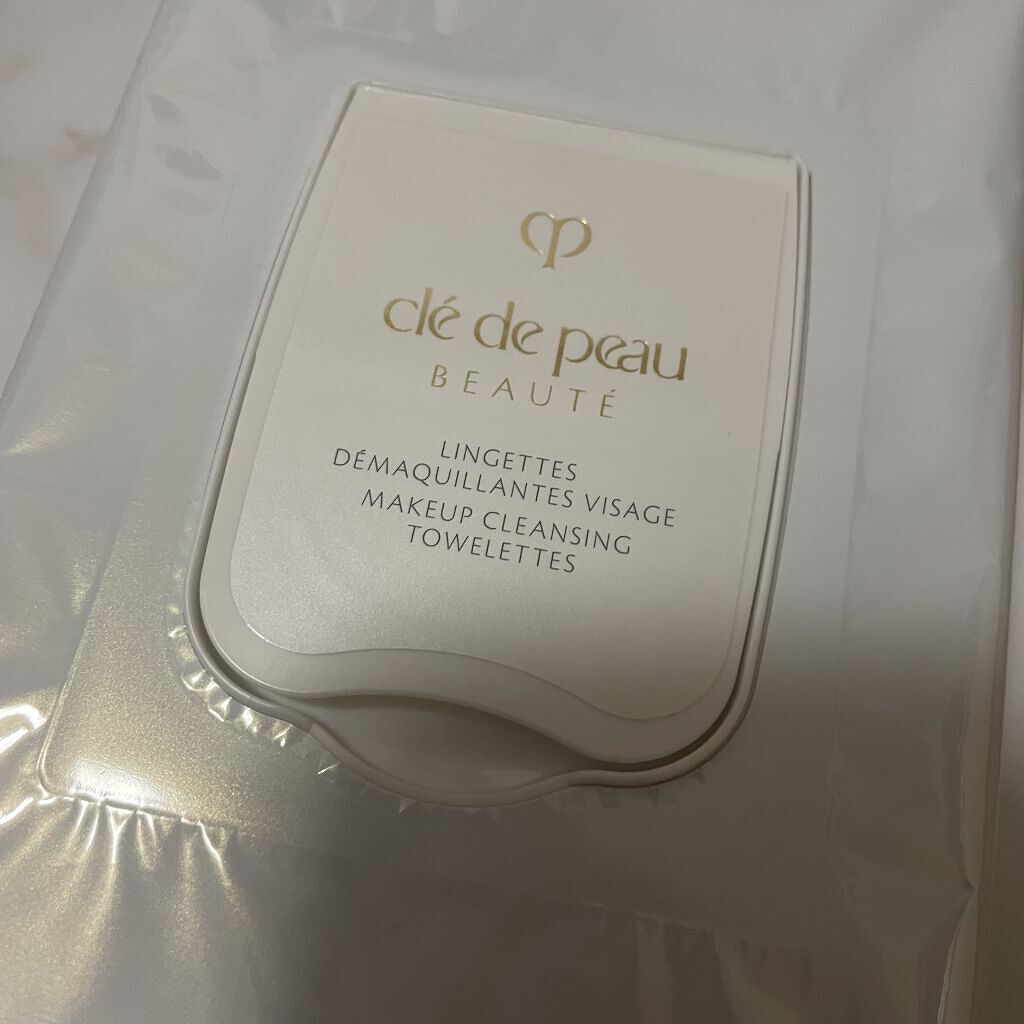 clé de peau
BEAUTÉ
LINGETTES
DÉMAQUILLANTES VISAGE
MAKEUP CLEANSING
TOWELETTES